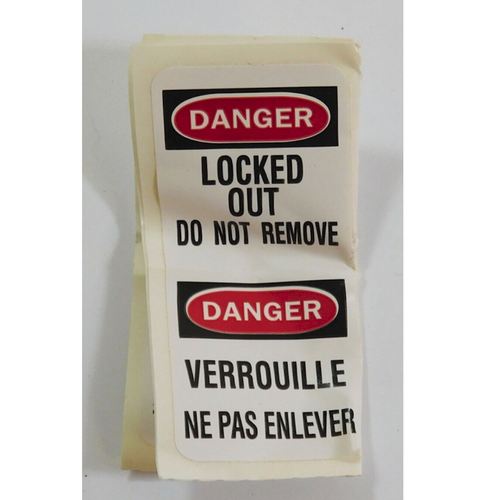 DANGER
LOCKED
OUT
DO NOT REMOVE
DANGER
VERROUILLE
NE PAS ENLEVER